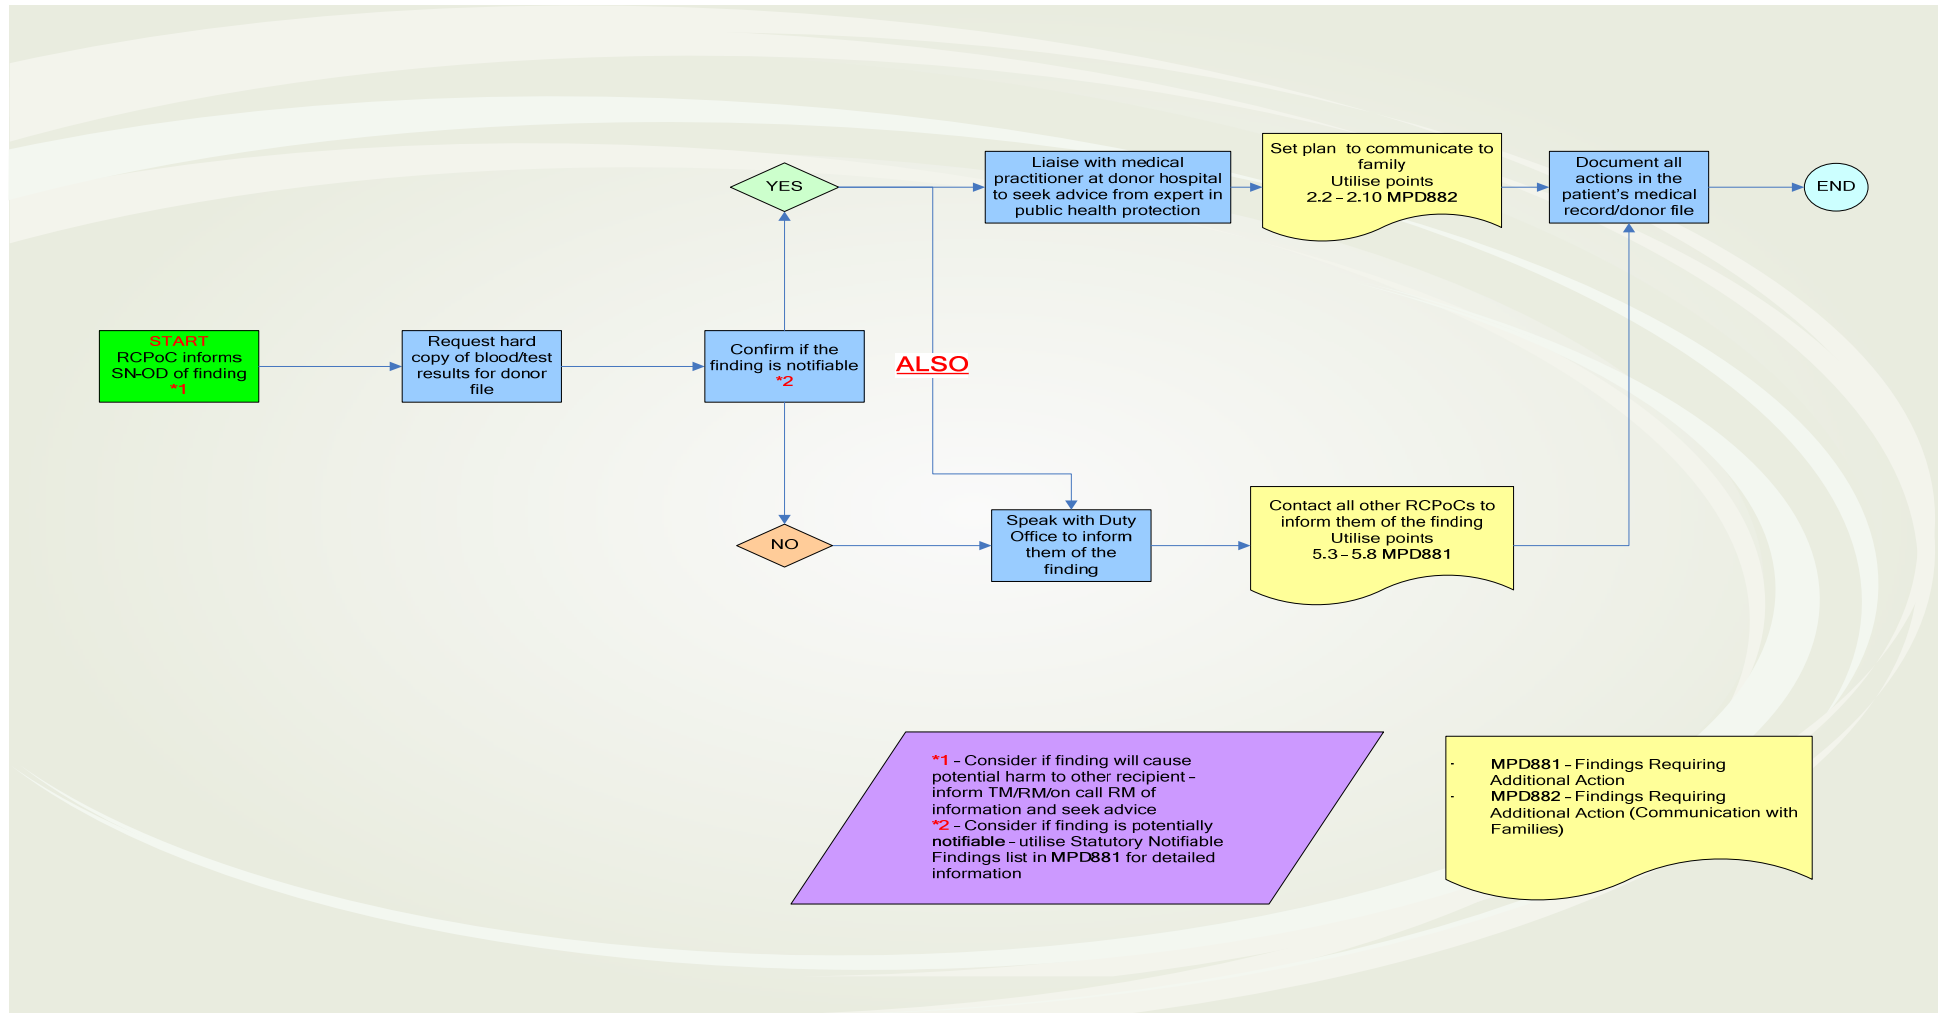 YES
Liaise with medical
practitioner at donor hospital
to seek advice from expert in
public health protection
Set plan to communicate to
family
Utilise points
2.2 – 2.10 MPD882
Document all
actions in the
patient's medical
record/donor file
END
START
RCPoC informs
SN-OD of finding
*1
Request hard
copy of blood/test
results for donor
file
Confirm if the
finding is notifiable
*2
ALSO
NO
Speak with Duty
Office to inform
them of the
finding
Contact all other RCPoCs to
inform them of the finding
Utilise points
5.3 – 5.8 MPD881
*1 – Consider if finding will cause
potential harm to other recipient –
inform TM/RM/on call RM of
information and seek advice
*2 – Consider if finding is potentially
notifiable – utilise Statutory Notifiable
Findings list in MPD881 for detailed
information
- MPD881 – Findings Requiring
Additional Action
- MPD882 – Findings Requiring
Additional Action (Communication with
Families)